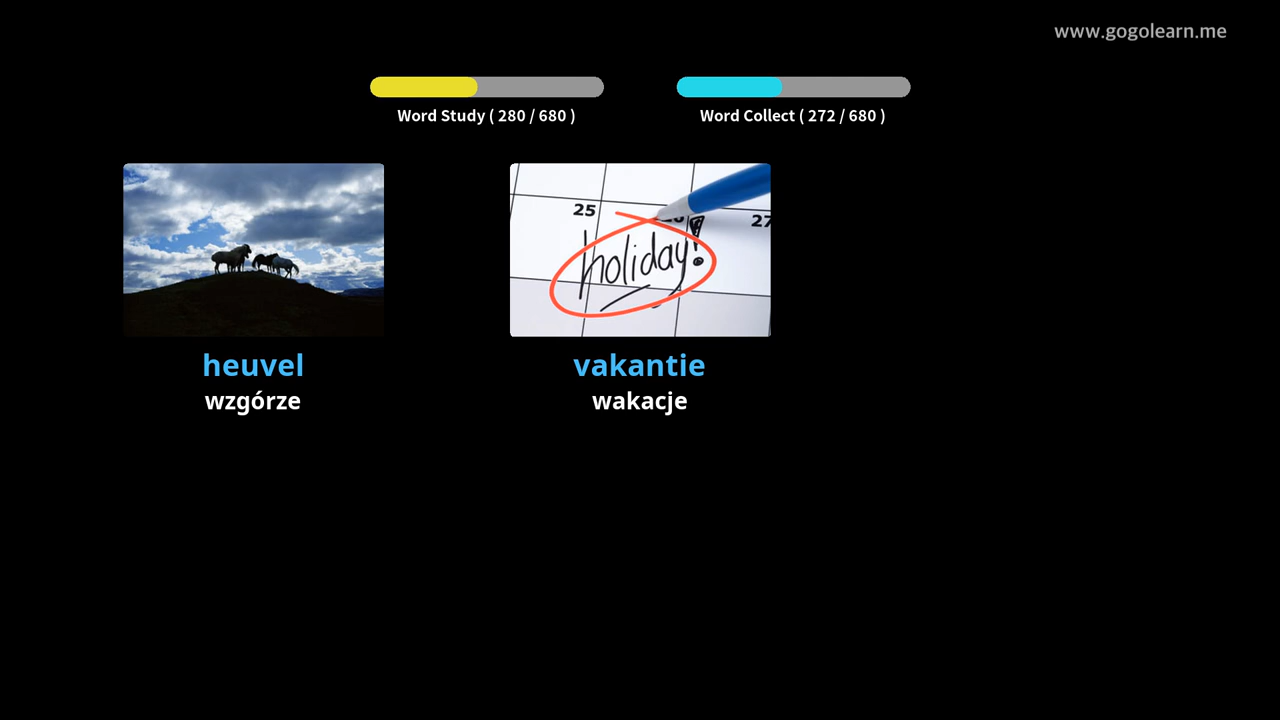 www.gogolearn.me
Word Study ( 280 / 680 )
Word Collect ( 272 / 680 )
25
27
holiday!
heuvel
vakantie
wzgórze
wakacje